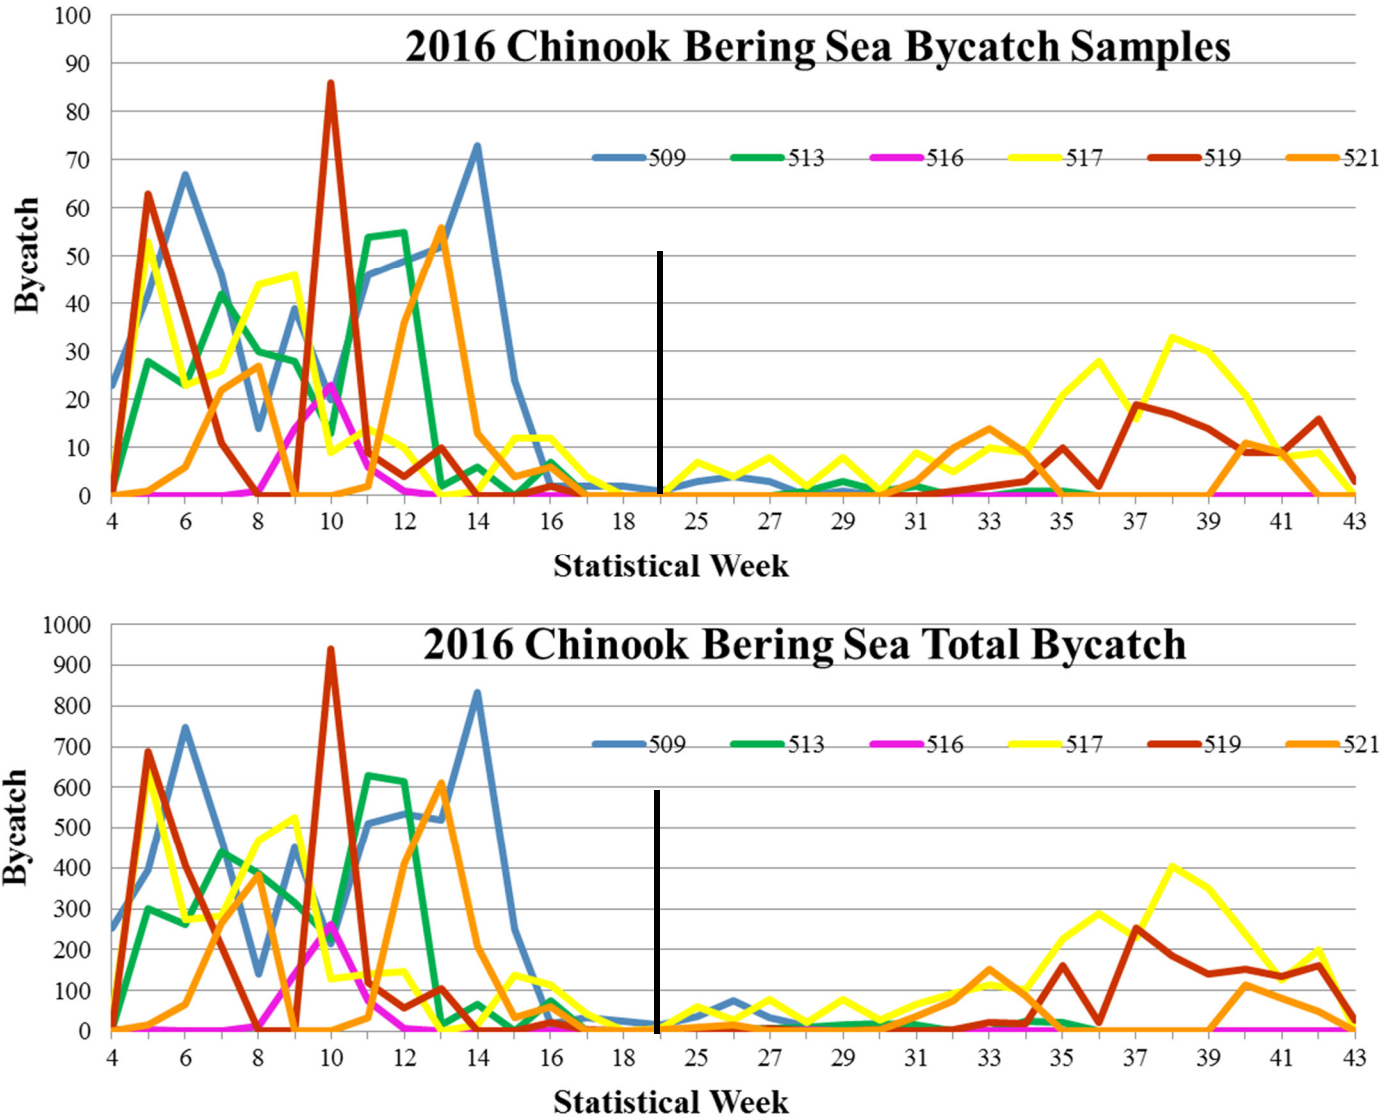 2016 Chinook Bering Sea Bycatch Samples
100
90
80
70
60
50
40
30
20
10
0
Bycatch
509 513 516 517 519 521
4 6 8 10 12 14 16 18 25 27 29 31 33 35 37 39 41 43
Statistical Week
2016 Chinook Bering Sea Total Bycatch
1000
900
800
700
600
500
400
300
200
100
0
Bycatch
509 513 516 517 519 521
4 6 8 10 12 14 16 18 25 27 29 31 33 35 37 39 41 43
Statistical Week